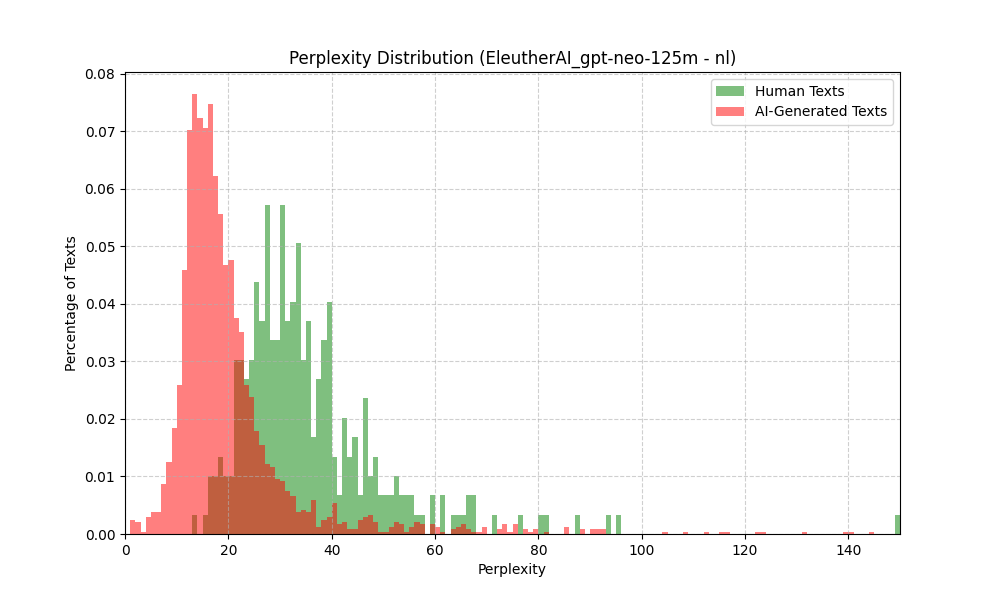 Perplexity Distribution (EleutherAI_gpt-neo-125m - nl)
Human Texts
AI-Generated Texts
Percentage of Texts
0.08
0.07
0.06
0.05
0.04
0.03
0.02
0.01
0.00
0 20 40 60 80 100 120 140
Perplexity